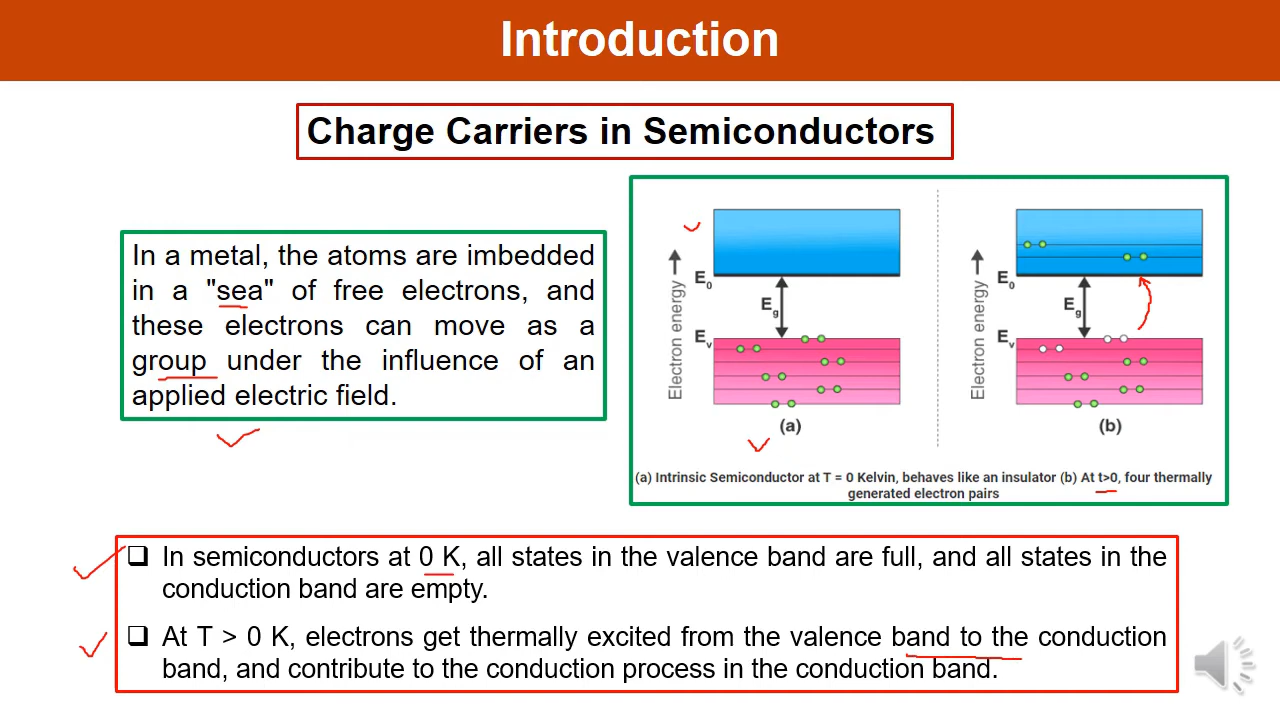 Introduction
Charge Carriers in Semiconductors
In a metal, the atoms are imbedded
in a "sea" of free electrons, and
these electrons can move as a
group under the influence of an
applied electric field.
Electron energy
E0
Eg
Ev
(a)
Electron energy
E0
Eg
Ev
(b)
(a) Intrinsic Semiconductor at T = 0 Kelvin, behaves like an insulator (b) At t>0, four thermally
generated electron pairs
❑ In semiconductors at 0 K, all states in the valence band are full, and all states in the
conduction band are empty.
❑ At T > 0 K, electrons get thermally excited from the valence band to the conduction
band, and contribute to the conduction process in the conduction band.